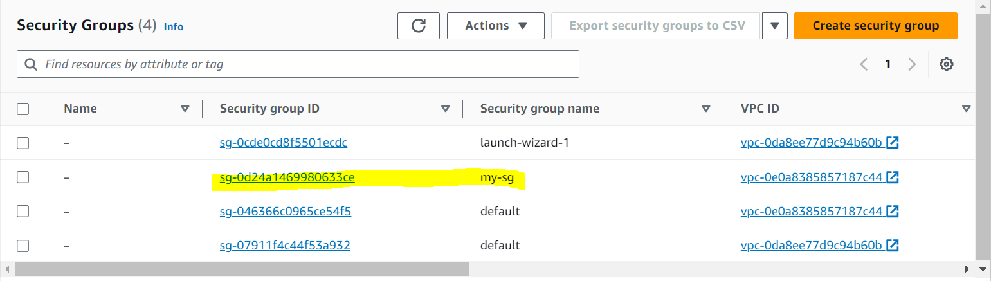 Security Groups (4) Info
Actions
Export security groups to CSV
Create security group
Find resources by attribute or tag
1
Name Security group ID Security group name VPC ID
– sg-0cde0cd8f5501ecdc launch-wizard-1 vpc-0da8ee77d9c94b60b
– sg-0d24a1469980633ce my-sg vpc-0e0a8385857187c44
– sg-046366c0965ce54f5 default vpc-0e0a8385857187c44
– sg-07911f4c44f53a932 default vpc-0da8ee77d9c94b60b